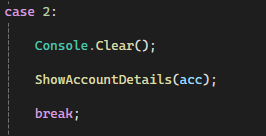 case 2:
Console.Clear();
ShowAccountDetails(acc);
break;